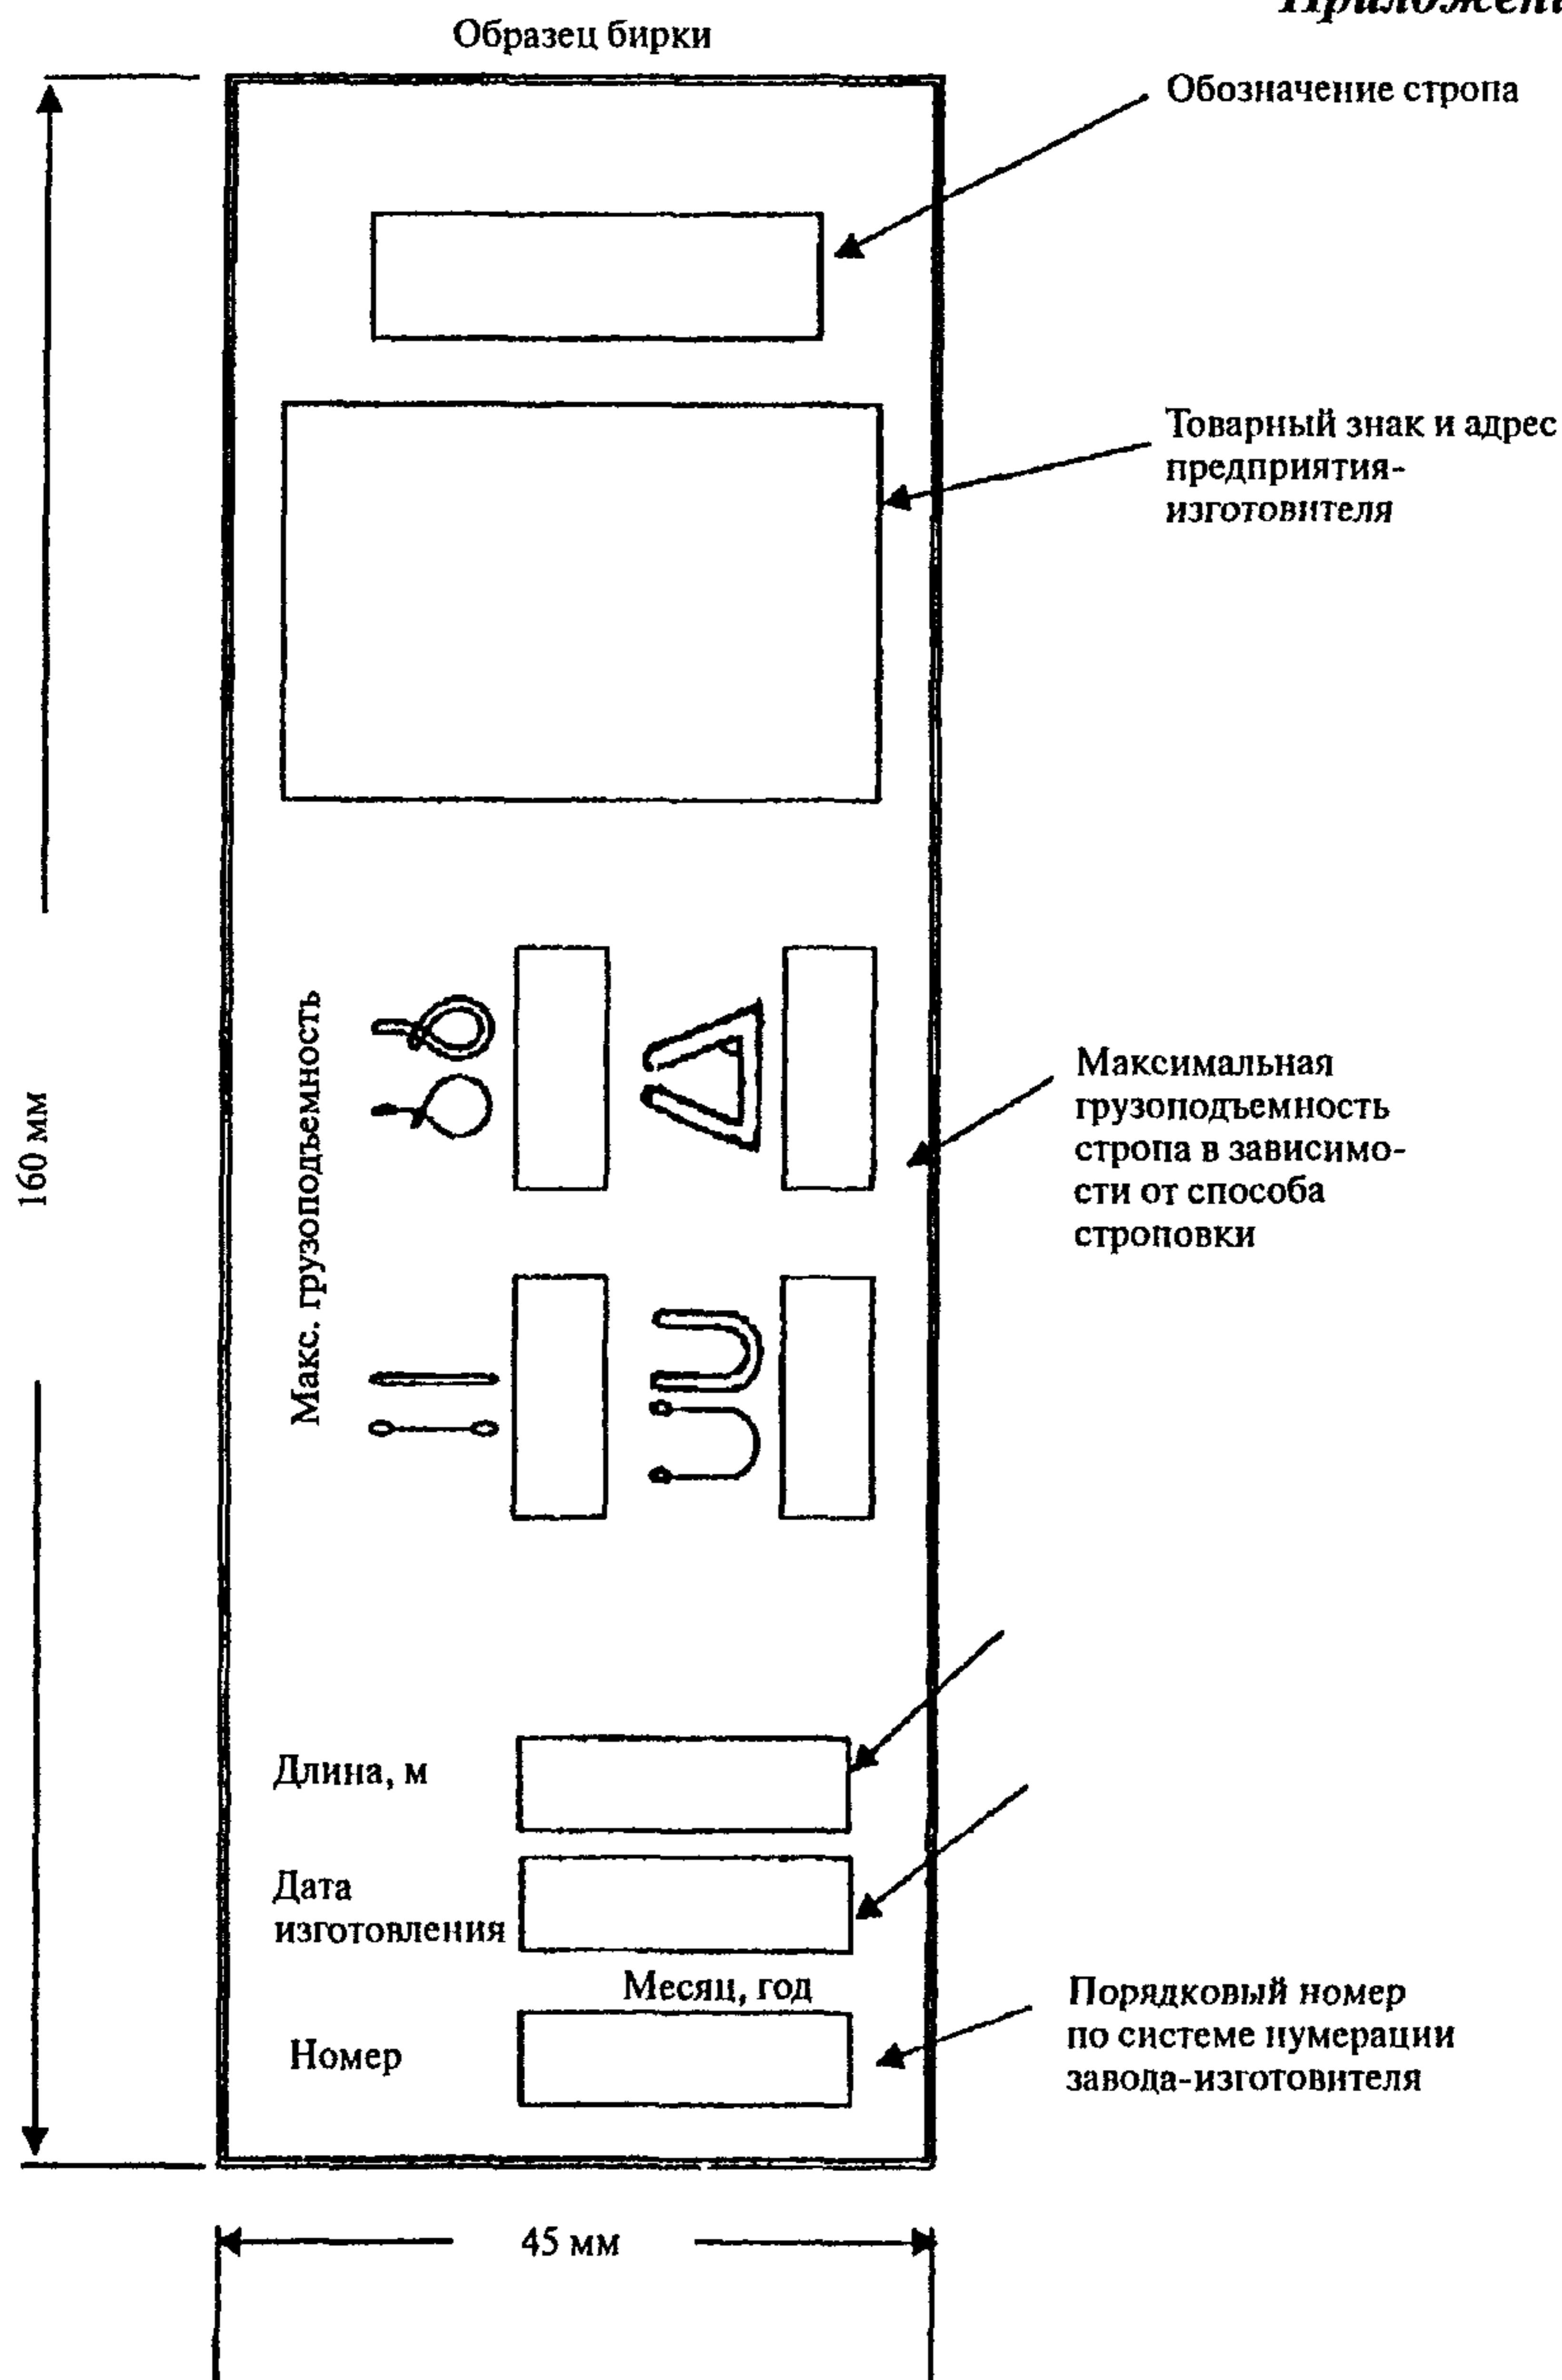 Образец бирки
Обозначение стропа
Товарный знак и адрес
предприятия-
изготовителя
Макс. грузоподъемность
160 мм
Максимальная
грузоподъемность
стропа в зависимо-
сти от способа
строповки
Длина, м
Дата
изготовления
Месяц, год
Номер
Порядковый номер
по системе нумерации
завода-изготовителя
45 мм